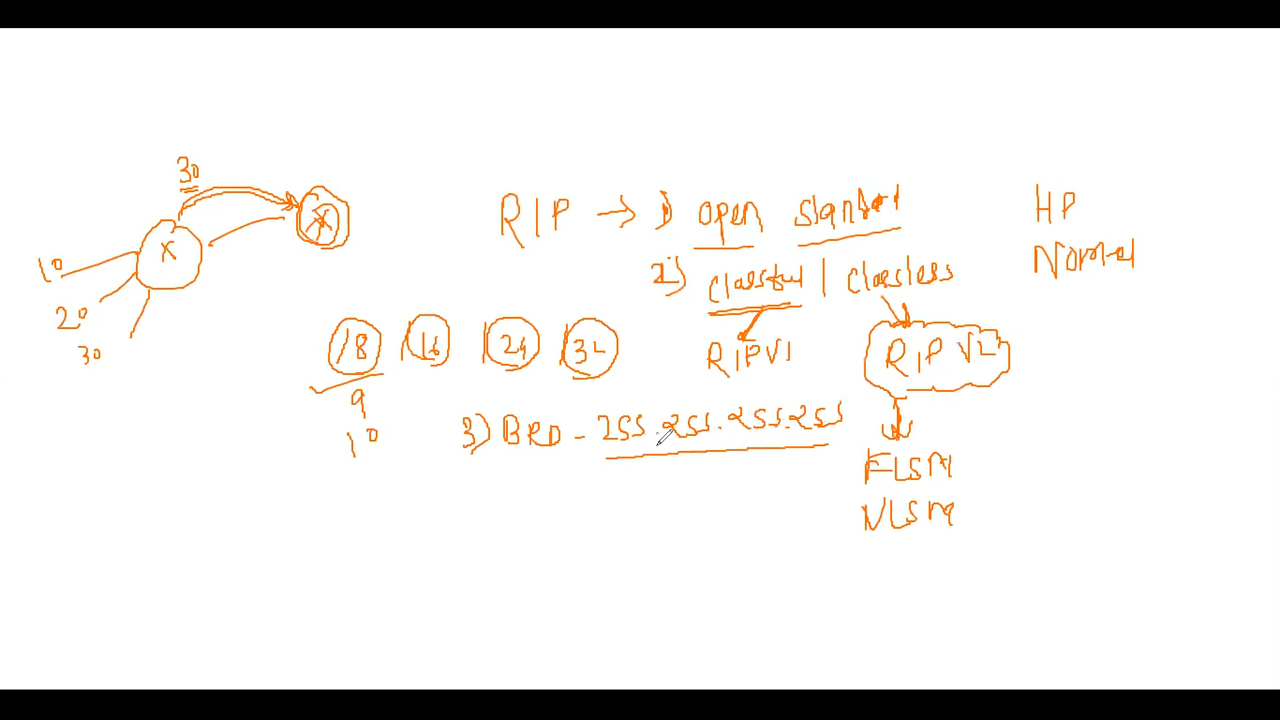 30
10
20
30
RIP → 1) open standard
2) classful | classless
RIPV1
RIP V2
HP
Normal
/8 /16 /24 /32
9
10
3) BRD - 255.255.255.255
FLSM
VLSM